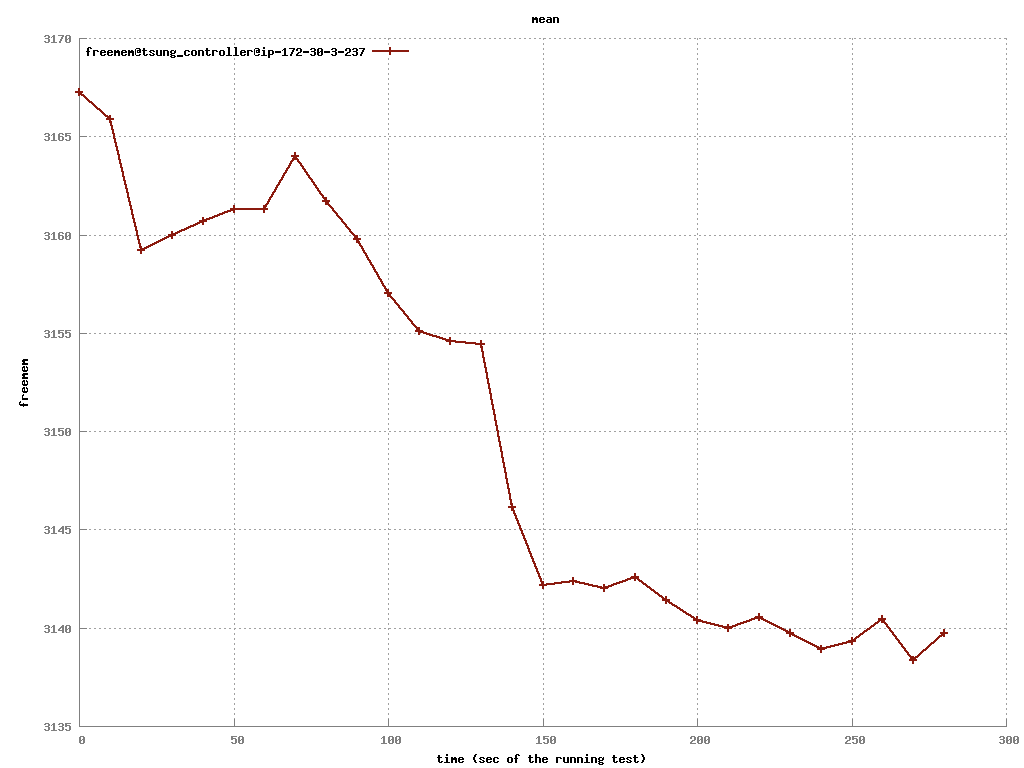 mean
freemem@tsung_controller@ip-172-30-3-237
3170
3165
3160
3155
3150
3145
3140
3135
freemem
0 50 100 150 200 250 300
time (sec of the running test)